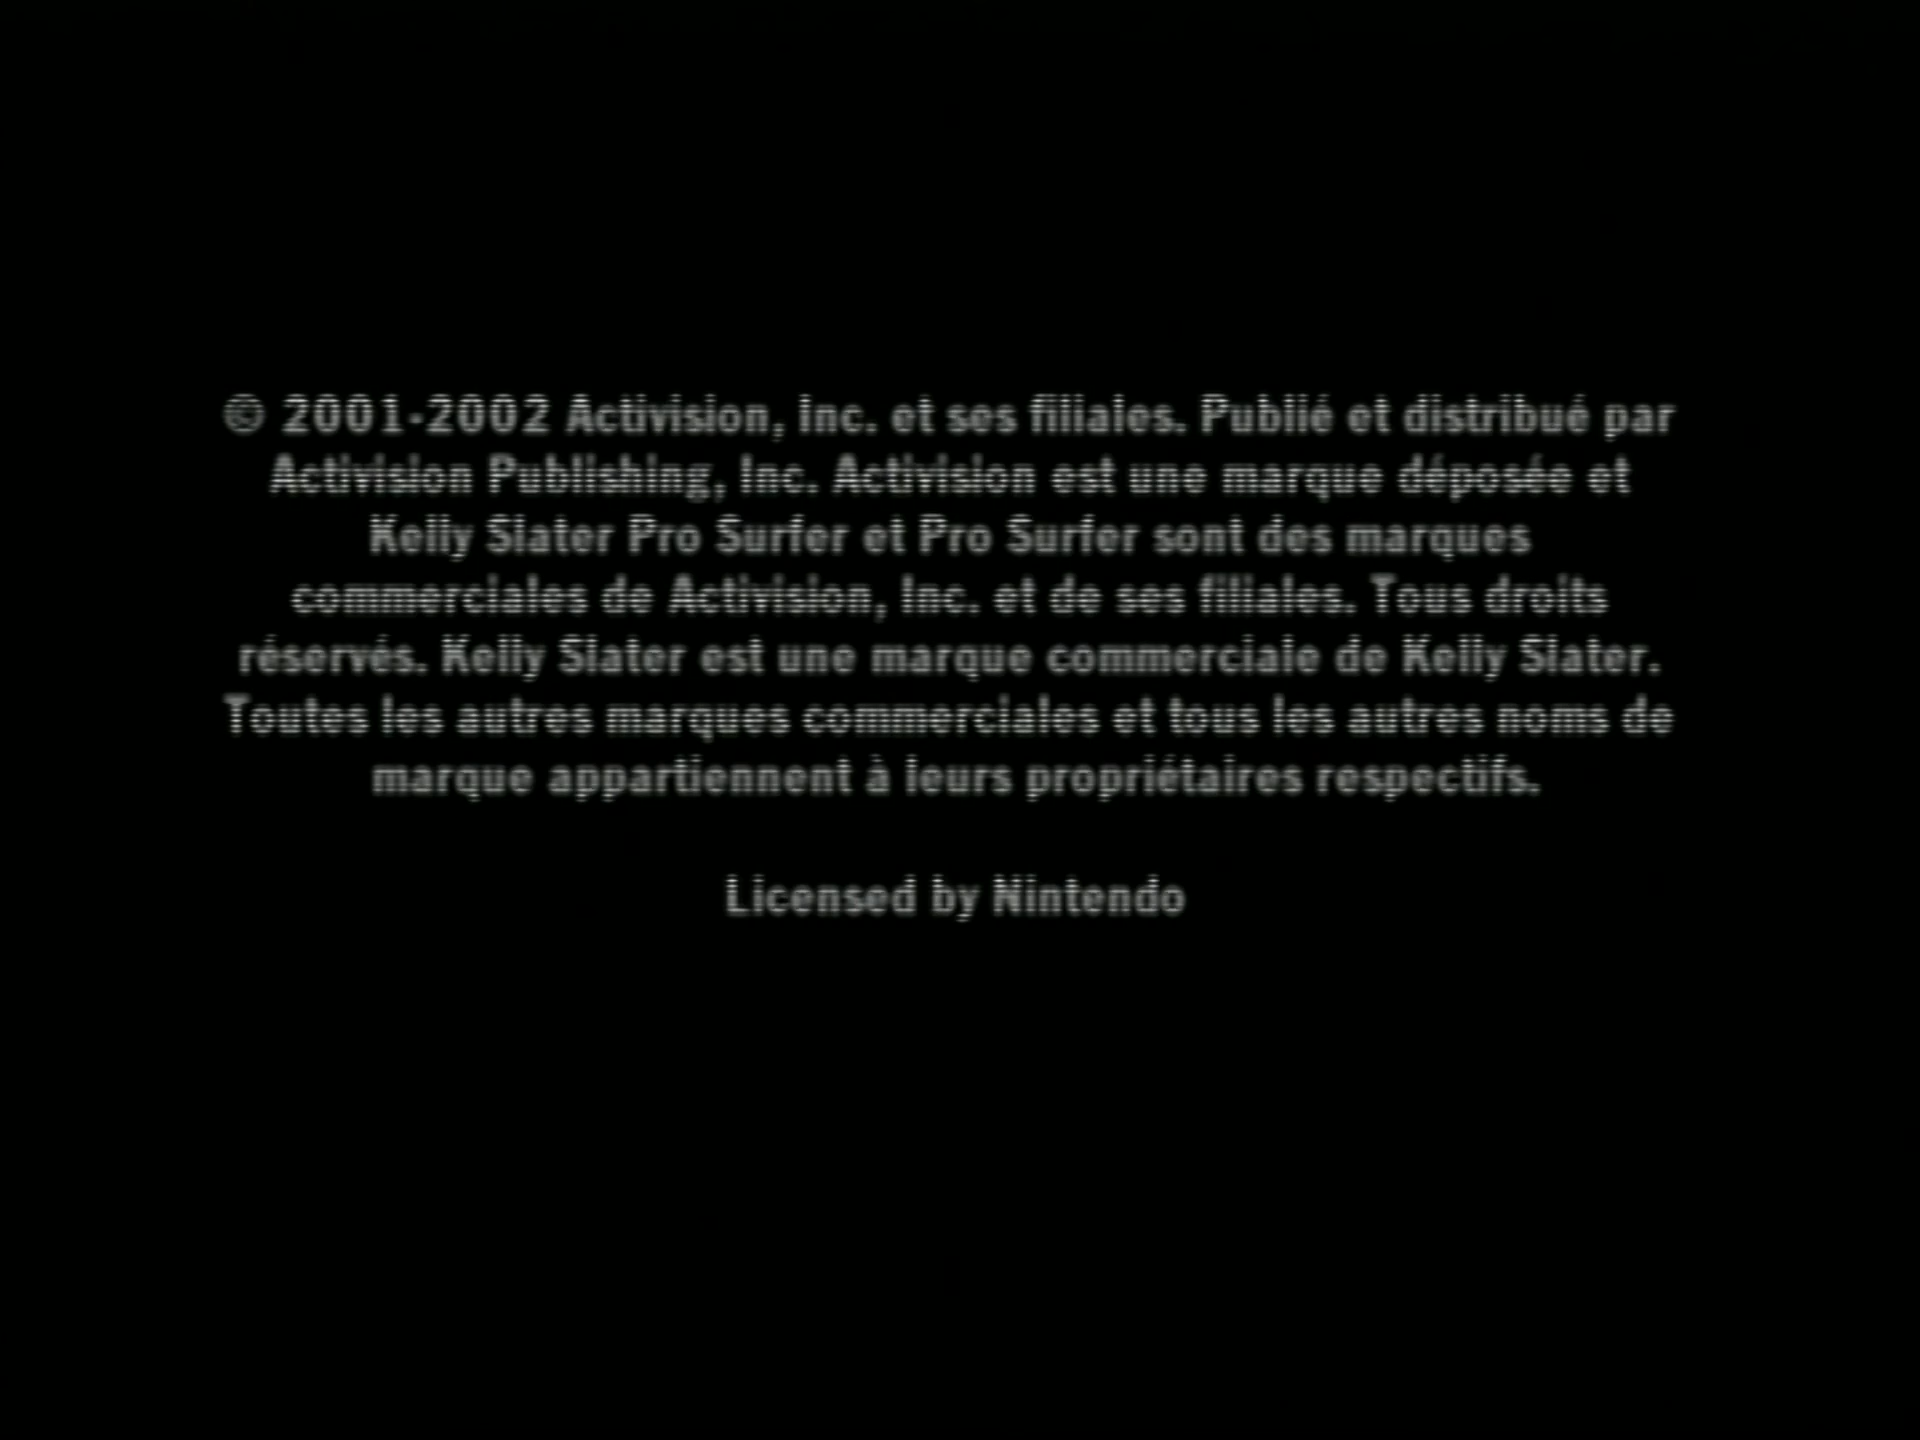 © 2001-2002 Activision, Inc. et ses filiales. Publié et distribué par
Activision Publishing, Inc. Activision est une marque déposée et
Kelly Slater Pro Surfer et Pro Surfer sont des marques
commerciales de Activision, Inc. et de ses filiales. Tous droits
réservés. Kelly Slater est une marque commerciale de Kelly Slater.
Toutes les autres marques commerciales et tous les autres noms de
marque appartiennent à leurs propriétaires respectifs.
Licensed by Nintendo